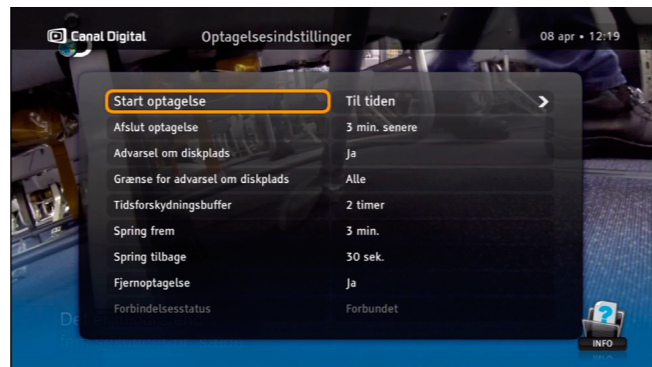 Canal Digital Optagelsesindstillinger 08 apr • 12:19
Start optagelse Til tiden
Afslut optagelse 3 min. senere
Advarsel om diskplads Ja
Grænse for advarsel om diskplads Alle
Tidsforskydningsbuffer 2 timer
Spring frem 3 min.
Spring tilbage 30 sek.
Fjernoptagelse Ja
Forbindelsesstatus Forbundet
INFO